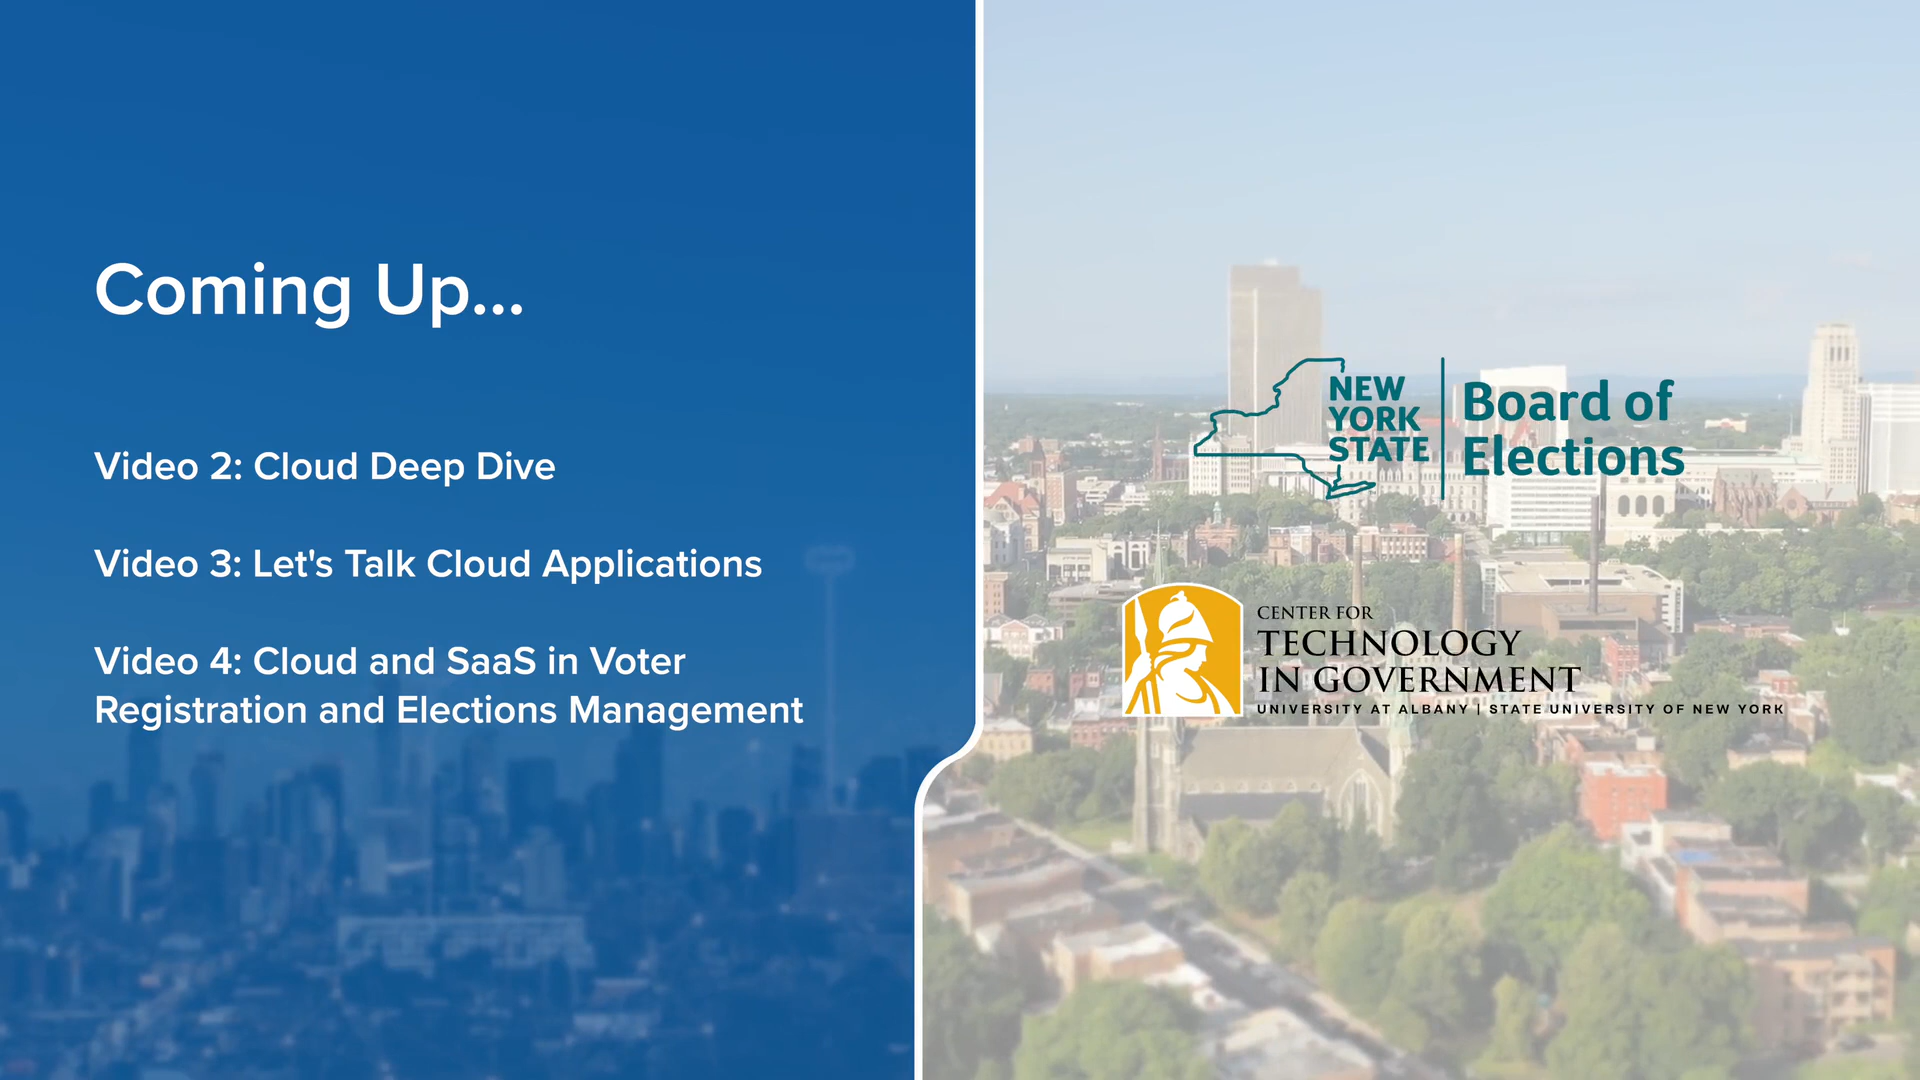 Coming Up...
Video 2: Cloud Deep Dive
Video 3: Let's Talk Cloud Applications
Video 4: Cloud and SaaS in Voter
Registration and Elections Management
NEW
YORK
STATE
Board of
Elections
CENTER FOR
TECHNOLOGY
IN GOVERNMENT
UNIVERSITY AT ALBANY | STATE UNIVERSITY OF NEW YORK